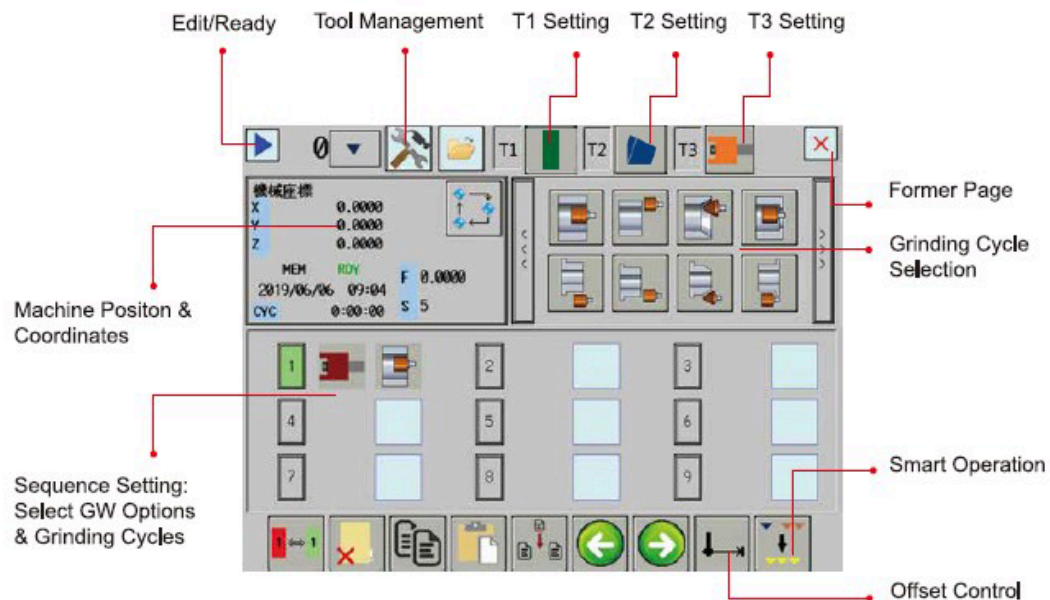 Edit/Ready
Tool Management
T1 Setting
T2 Setting
T3 Setting
0
T1
T2
T3
機械座標
X 0.0000
Y 0.0000
Z 0.0000
MEM RDY
F 0.0000
2019/06/06 09:04
S 5
CYC 0:00:00
Former Page
Grinding Cycle
Selection
Machine Positon &
Coordinates
1
2
3
4
5
6
7
8
9
Sequence Setting:
Select GW Options
& Grinding Cycles
Smart Operation
1 ⇔ 1
Offset Control